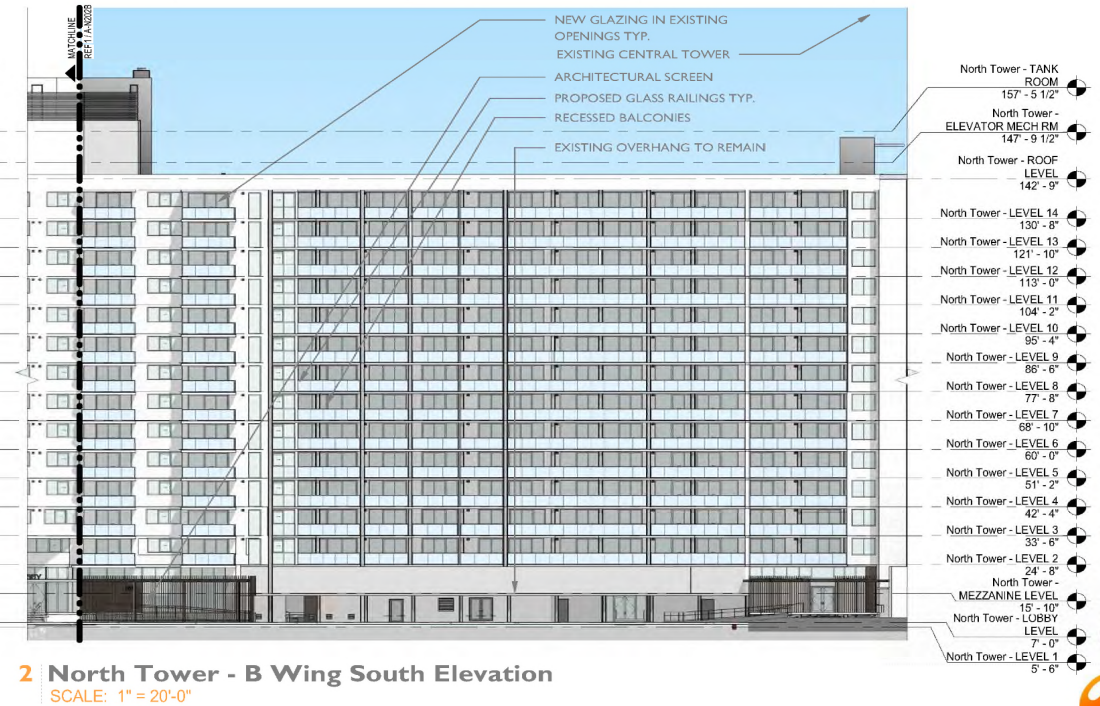 MATCHLINE
REF1 / A-N202B
NEW GLAZING IN EXISTING
OPENINGS TYP.
EXISTING CENTRAL TOWER
ARCHITECTURAL SCREEN
PROPOSED GLASS RAILINGS TYP.
RECESSED BALCONIES
EXISTING OVERHANG TO REMAIN
North Tower - TANK
ROOM
157' - 5 1/2"
North Tower -
ELEVATOR MECH RM
147' - 9 1/2"
North Tower - ROOF
LEVEL
142' - 9"
North Tower - LEVEL 14
130' - 8"
North Tower - LEVEL 13
121' - 10"
North Tower - LEVEL 12
113' - 0"
North Tower - LEVEL 11
104' - 2"
North Tower - LEVEL 10
95' - 4"
North Tower - LEVEL 9
86' - 6"
North Tower - LEVEL 8
77' - 8"
North Tower - LEVEL 7
68' - 10"
North Tower - LEVEL 6
60' - 0"
North Tower - LEVEL 5
51' - 2"
North Tower - LEVEL 4
42' - 4"
North Tower - LEVEL 3
33' - 6"
North Tower - LEVEL 2
24' - 8"
North Tower -
MEZZANINE LEVEL
15' - 10"
North Tower - LOBBY
LEVEL
7' - 0"
North Tower - LEVEL 1
5' - 6"
2 North Tower - B Wing South Elevation
SCALE: 1" = 20'-0"